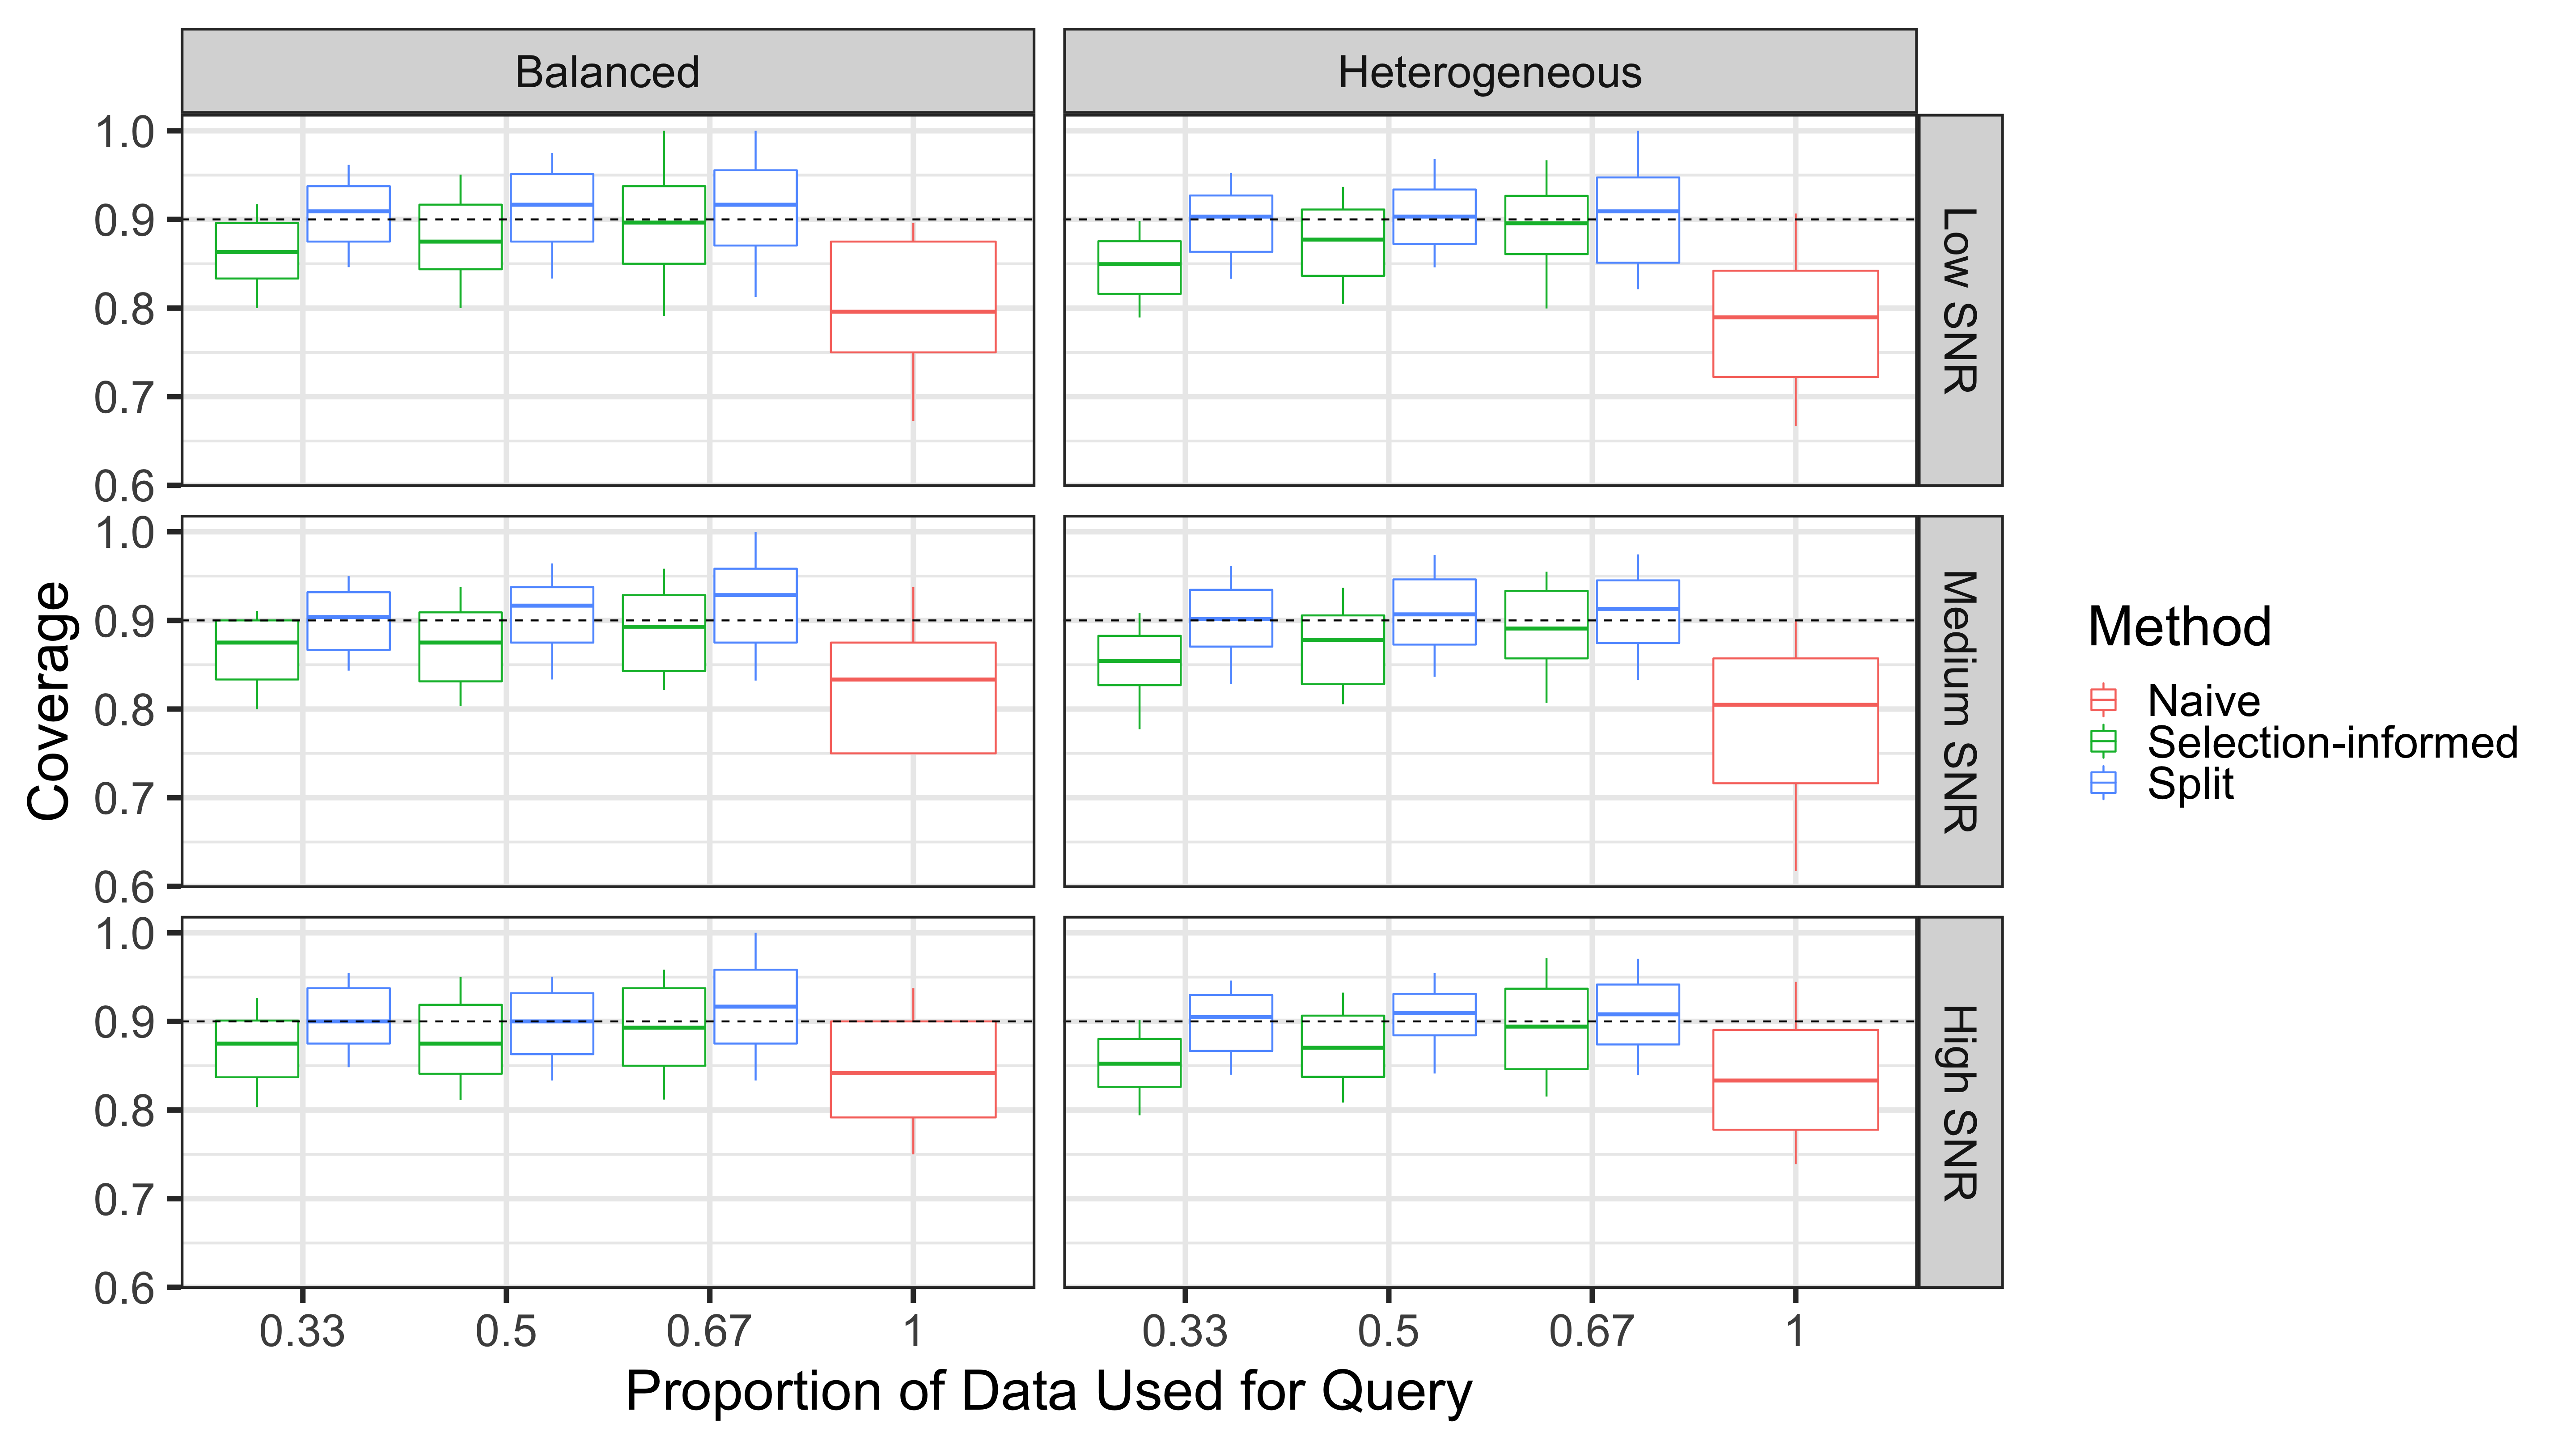 Balanced
Heterogeneous
1.0
0.9
0.8
0.7
0.6
Low SNR
1.0
0.9
0.8
0.7
0.6
Medium SNR
1.0
0.9
0.8
0.7
0.6
High SNR
Coverage
0.33 0.5 0.67 1
0.33 0.5 0.67 1
Proportion of Data Used for Query
Method
Naive
Selection-informed
Split